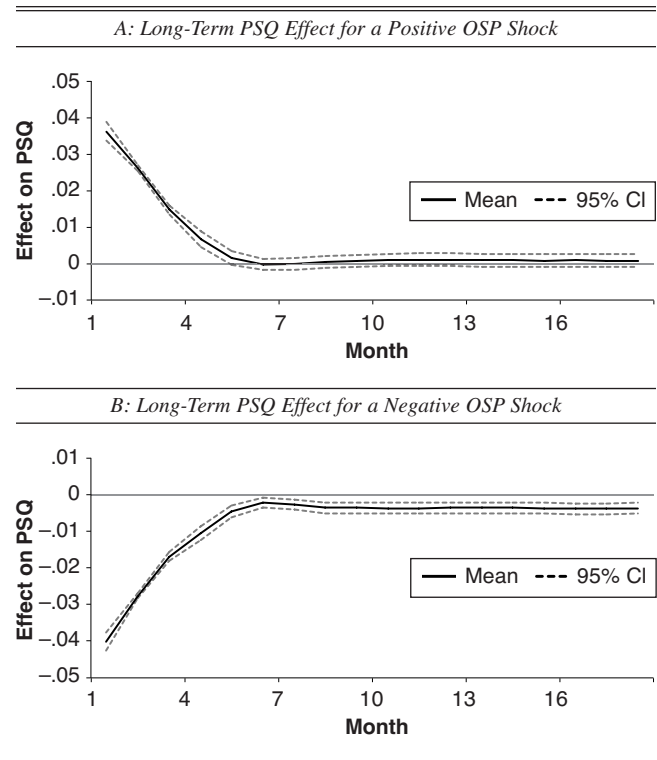 A: Long-Term PSQ Effect for a Positive OSP Shock
.05
.04
.03
.02
.01
0
–.01
Effect on PSQ
Mean 95% CI
1 4 7 10 13 16
Month
B: Long-Term PSQ Effect for a Negative OSP Shock
.01
0
–.01
–.02
–.03
–.04
–.05
Effect on PSQ
Mean 95% CI
1 4 7 10 13 16
Month